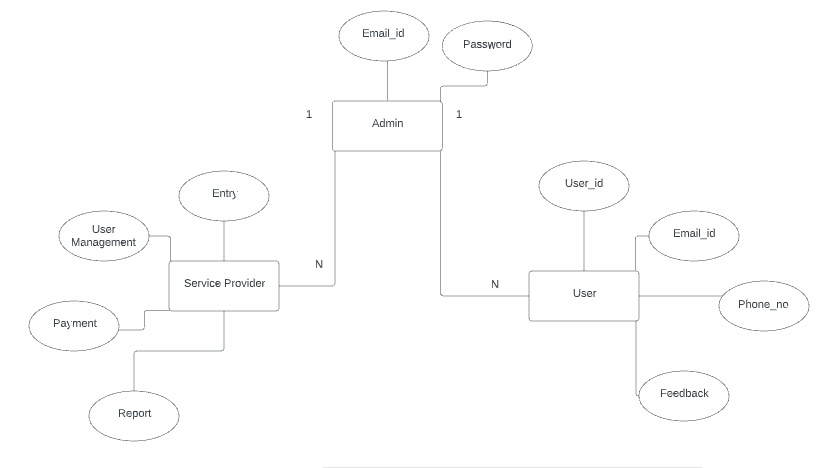 Email_id
Password
1
Admin
1
Entry
User_id
User
Management
Email_id
N
Service Provider
N
User
Phone_no
Payment
Feedback
Report